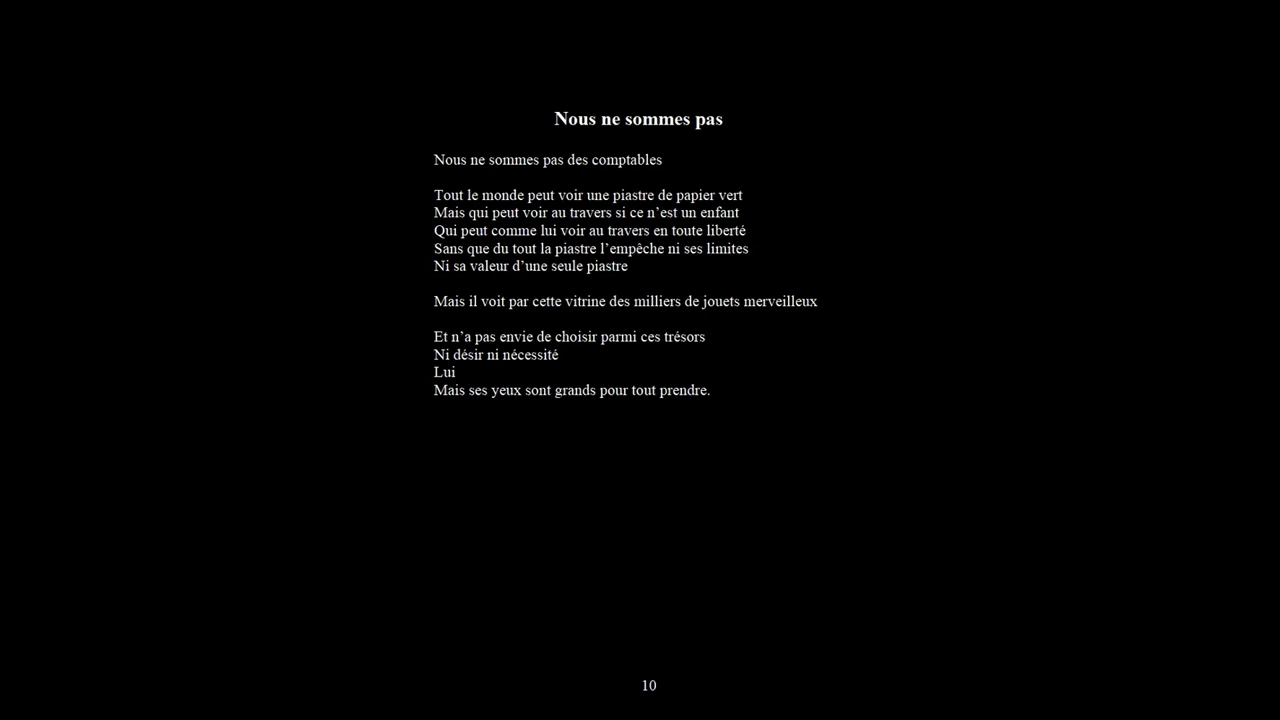 Nous ne sommes pas
Nous ne sommes pas des comptables
Tout le monde peut voir une piastre de papier vert
Mais qui peut voir au travers si ce n’est un enfant
Qui peut comme lui voir au travers en toute liberté
Sans que du tout la piastre l’empêche ni ses limites
Ni sa valeur d’une seule piastre
Mais il voit par cette vitrine des milliers de jouets merveilleux
Et n’a pas envie de choisir parmi ces trésors
Ni désir ni nécessité
Lui
Mais ses yeux sont grands pour tout prendre.
10